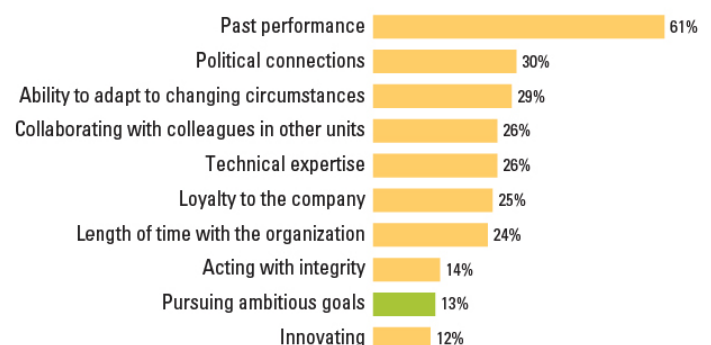 Past performance 61%
Political connections 30%
Ability to adapt to changing circumstances 29%
Collaborating with colleagues in other units 26%
Technical expertise 26%
Loyalty to the company 25%
Length of time with the organization 24%
Acting with integrity 14%
Pursuing ambitious goals 13%
Innovating 12%